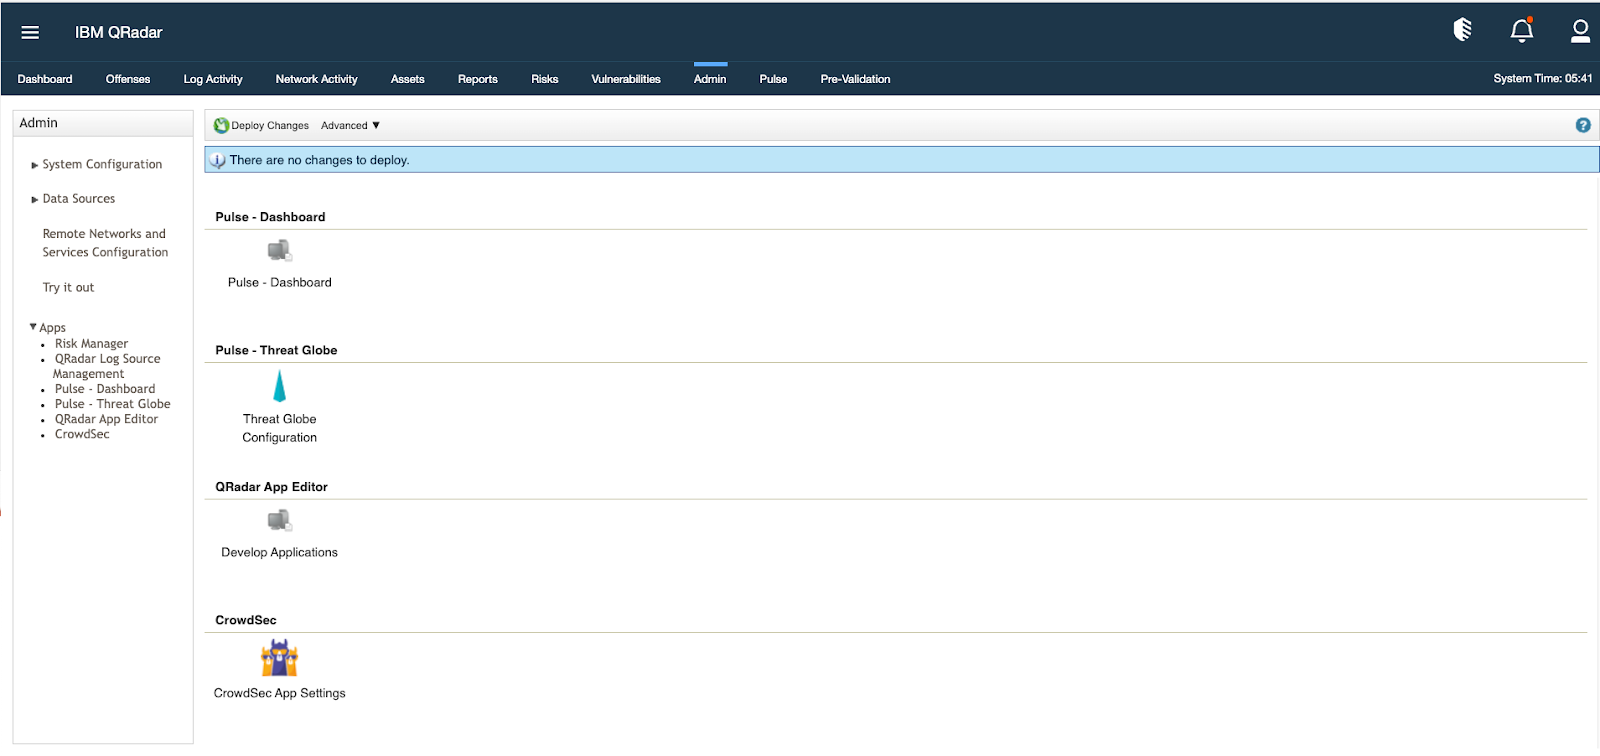 IBM QRadar
Dashboard Offenses Log Activity Network Activity Assets Reports Risks Vulnerabilities Admin Pulse Pre-Validation System Time: 05:41
Admin
System Configuration
Data Sources
Remote Networks and
Services Configuration
Try it out
Apps
Risk Manager
QRadar Log Source
Management
Pulse - Dashboard
Pulse - Threat Globe
QRadar App Editor
CrowdSec
Deploy Changes Advanced
There are no changes to deploy.
Pulse - Dashboard
Pulse - Dashboard
Pulse - Threat Globe
Threat Globe
Configuration
QRadar App Editor
Develop Applications
CrowdSec
CrowdSec App Settings